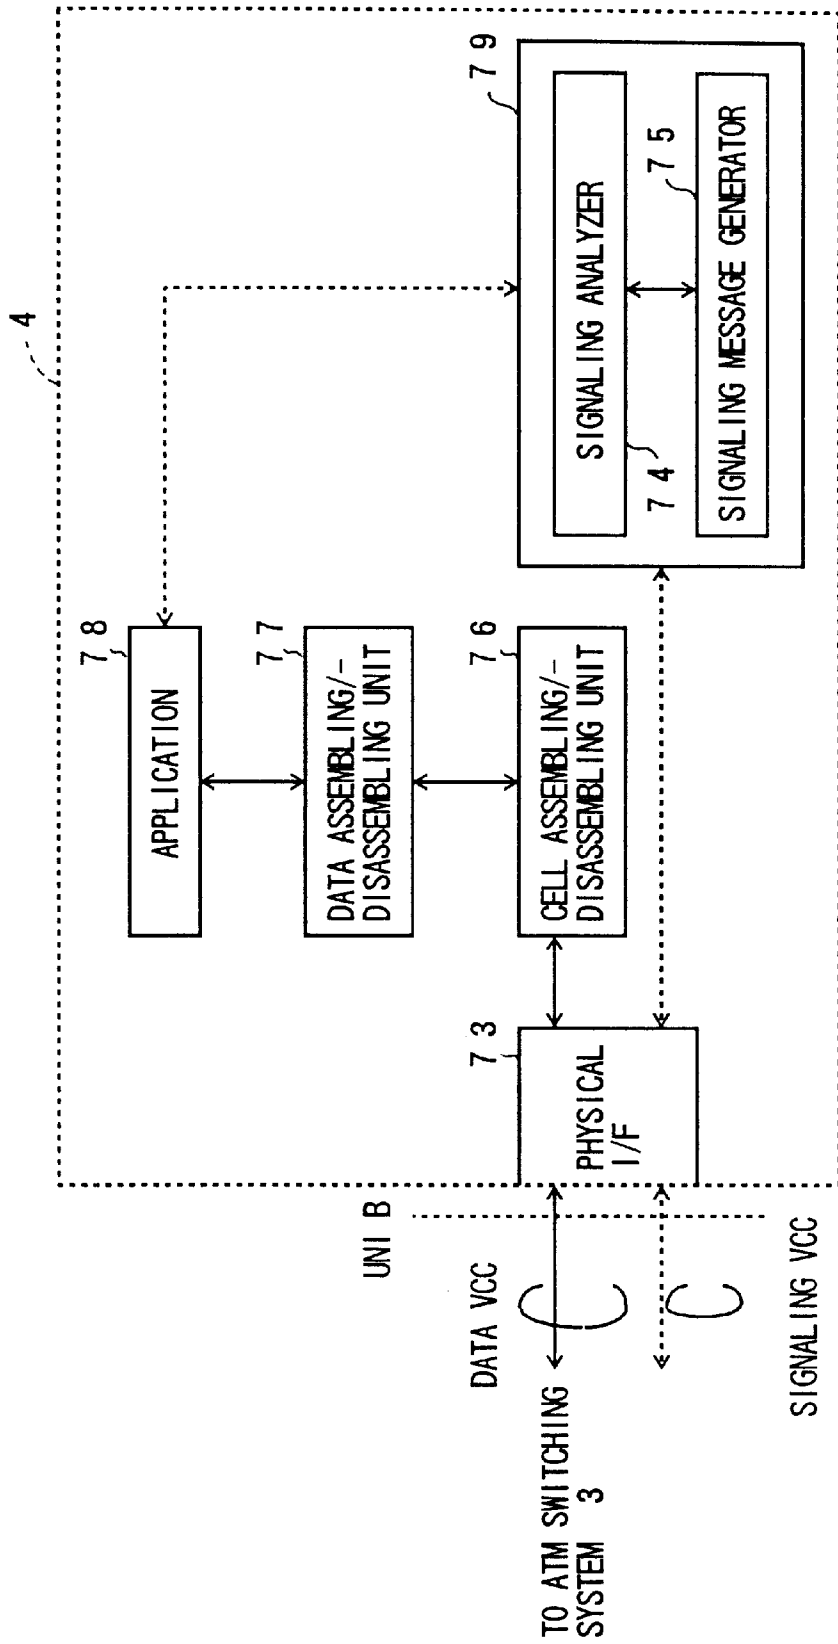 4
78
APPLICATION
77
DATA ASSEMBLING/-
DISASSEMBLING UNIT
76
CELL ASSEMBLING/-
DISASSEMBLING UNIT
79
SIGNALING ANALYZER
74
75
SIGNALING MESSAGE GENERATOR
73
PHYSICAL
I/F
UNI B
DATA VCC
TO ATM SWITCHING
SYSTEM 3
SIGNALING VCC